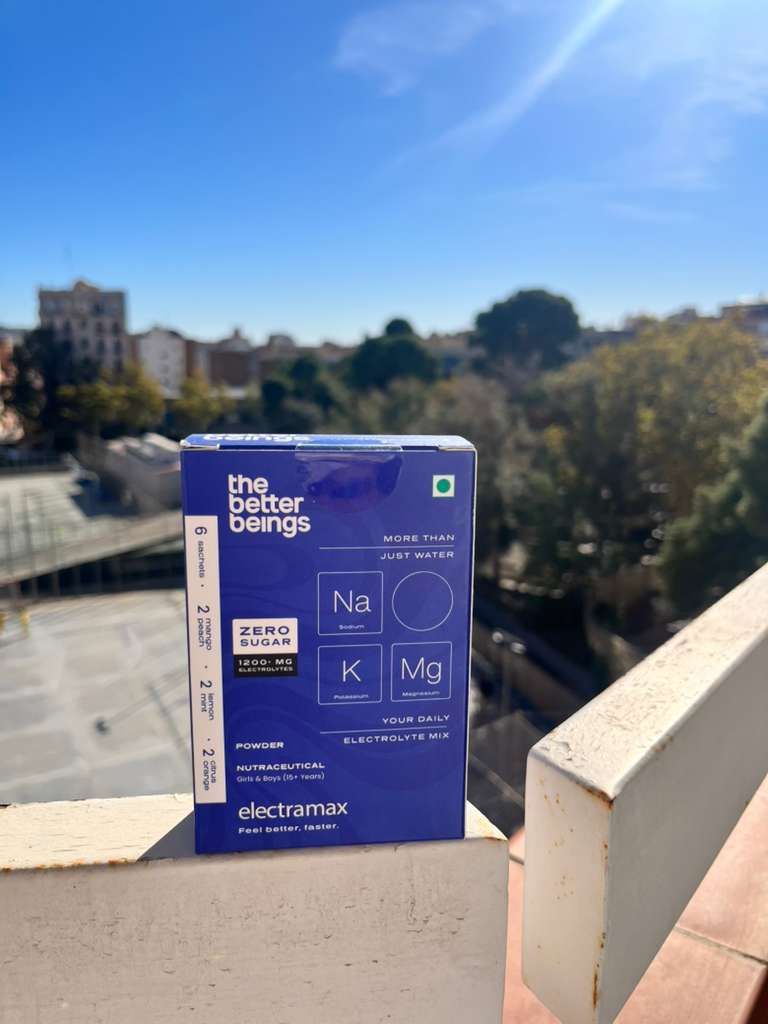 beings
the
better
beings
MORE THAN
JUST WATER
6 sachets • 2 mango peach • 2 lemon mint • 2 citrus orange
Na
Sodium
ZERO
SUGAR
1200+ MG
ELECTROLYTES
K
Potassium
Mg
Magnesium
YOUR DAILY
ELECTROLYTE MIX
POWDER
NUTRACEUTICAL
Girls & Boys (15+ Years)
electramax
Feel better, faster.